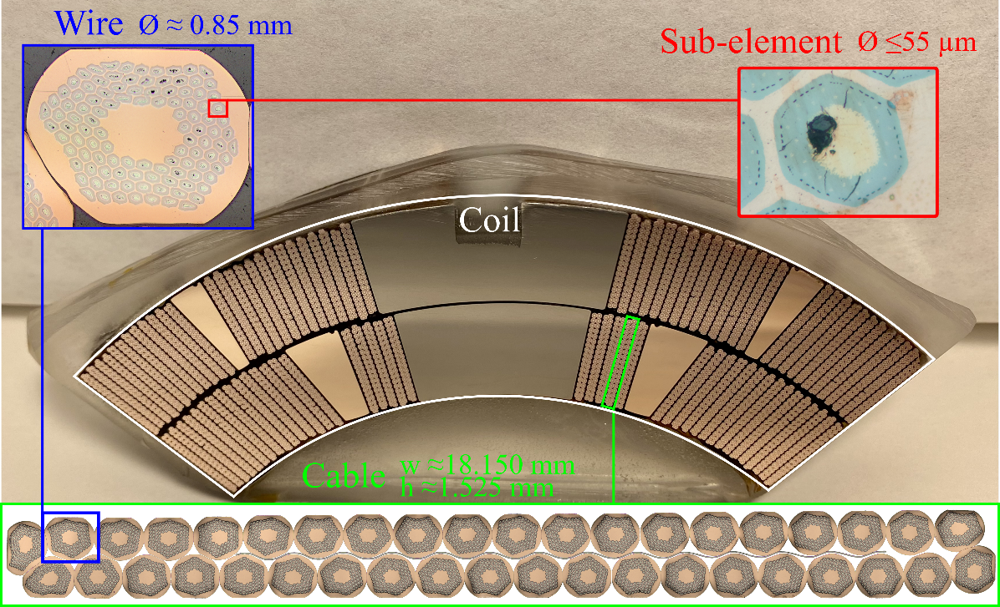 Wire Ø ≈ 0.85 mm
Sub-element Ø ≤55 µm
Coil
Cable w ≈18.150 mm
h ≈1.525 mm